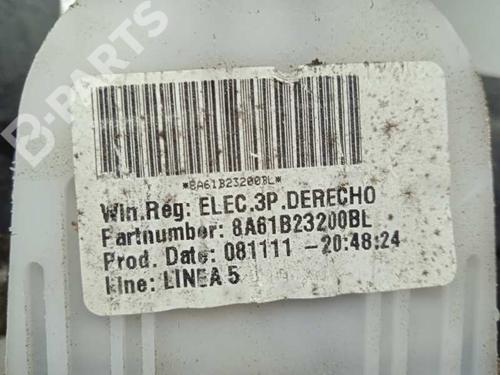 B-PARTS
*8A61B23200BL*
Win.Reg: ELEC.3P.DERECHO
Partnumber: 8A61B23200BL
Prod. Date: 081111 -20:48:24
Line: LINEA 5